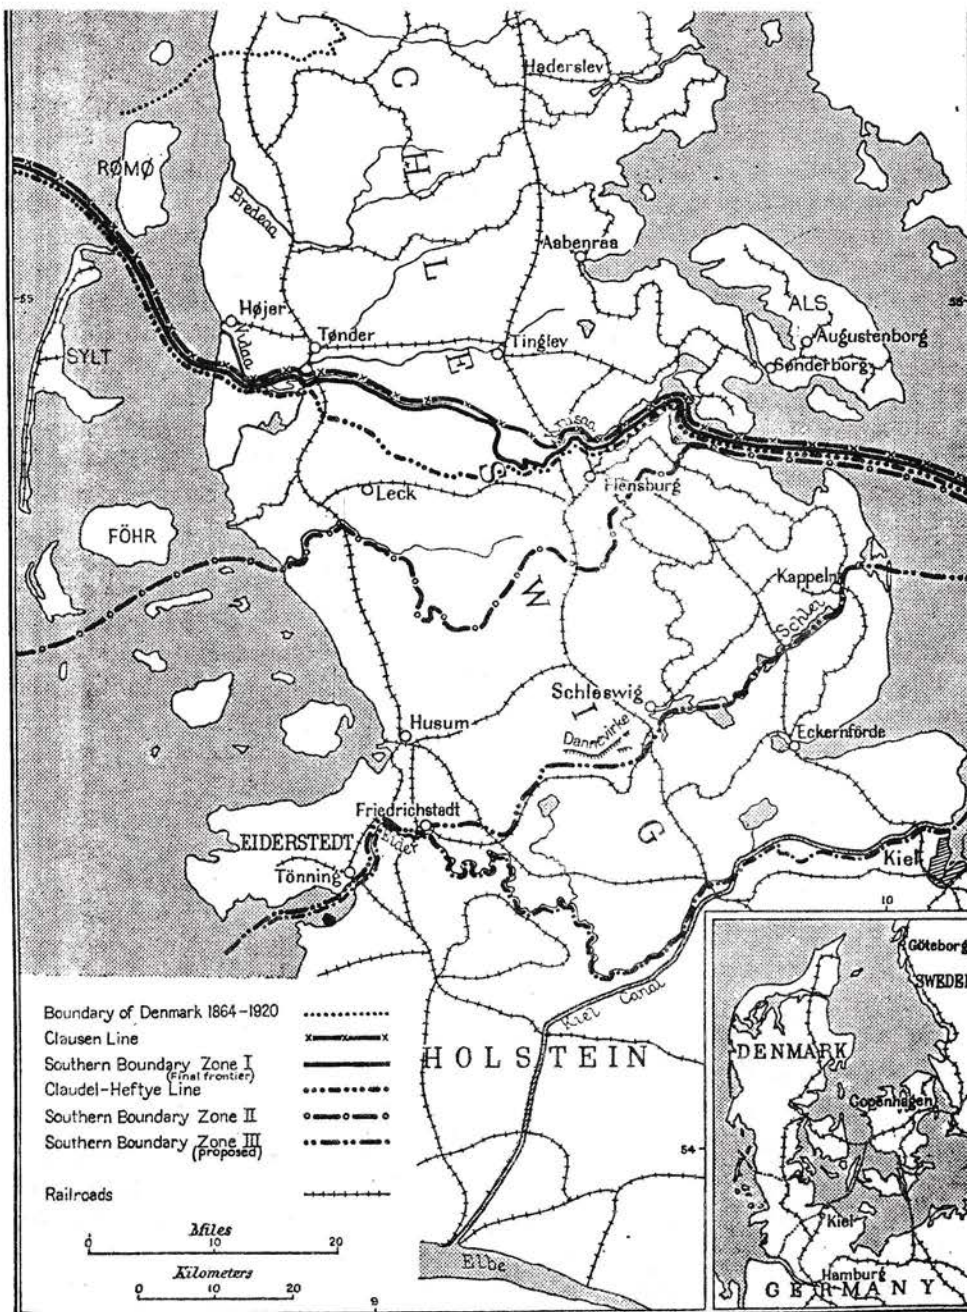 Haderslev
C
H
RØMØ
Bredeaa
Aabenraa
L
ALS
55
Højer
Vidaa
Tønder
Tinglev
Augustenborg
Sønderborg
SYLT
E
S
Leck
FÖHR
W
Kappeln
Schlei
Schleswig
I
Dannevirke
Husum
Eckernförde
Friedrichstadt
EIDERSTEDT
Eider
G
Tönning
Kiel
10
Kiel Canal
HOLSTEIN
Göteborg
SWEDEN
DENMARK
Copenhagen
Kiel
Hamburg
GERMANY
54
Boundary of Denmark 1864-1920
Clausen Line
Southern Boundary Zone I
(Final frontier)
Claudel-Heftye Line
Southern Boundary Zone II
Southern Boundary Zone III
(proposed)
Railroads
Miles
0 10 20
Kilometers
0 10 20
9
Elbe